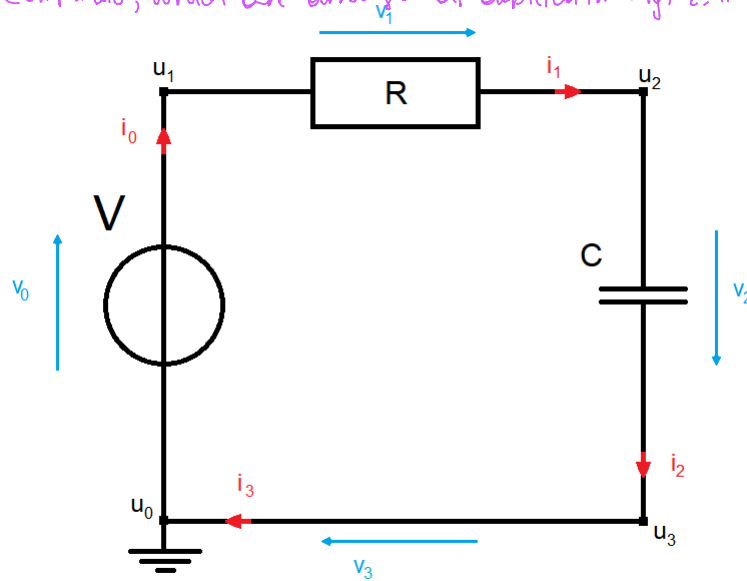 v₁
u₁
R
i₁
u₂
i₀
V
C
v₀
v₂
i₂
i₃
u₀
u₃
v₃